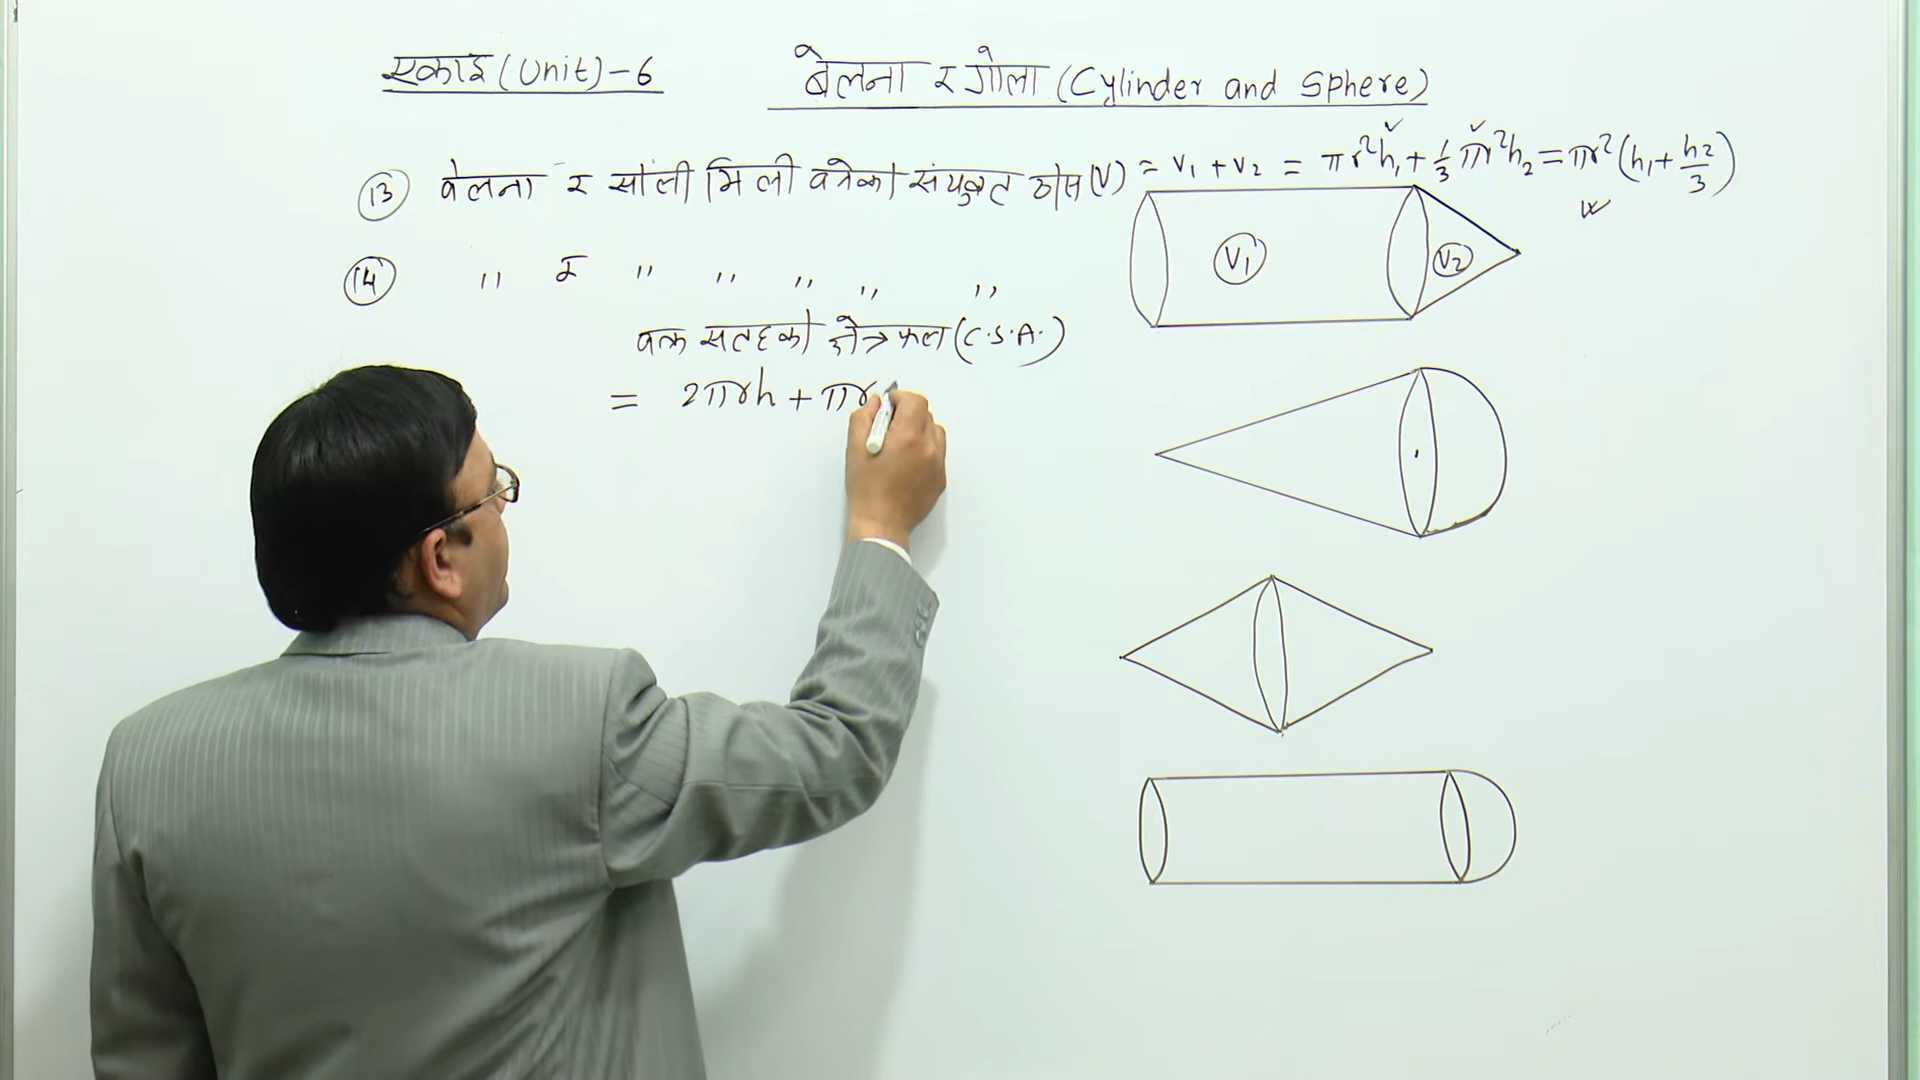 एकाइ (Unit)-6
बेलना र गोला (Cylinder and Sphere)
13 वेलना र सोली मिली बनेको संयुक्त ठोस (V) = V₁ + V₂ = πr²h₁ + 1/3 πr²h₂ = πr²(h₁ + h₂/3)
14 ,, र ,, ,, ,, ,, ,,
वक्र सतहको क्षेत्रफल (C.S.A.)
= 2πrh + πr
V₁
V₂